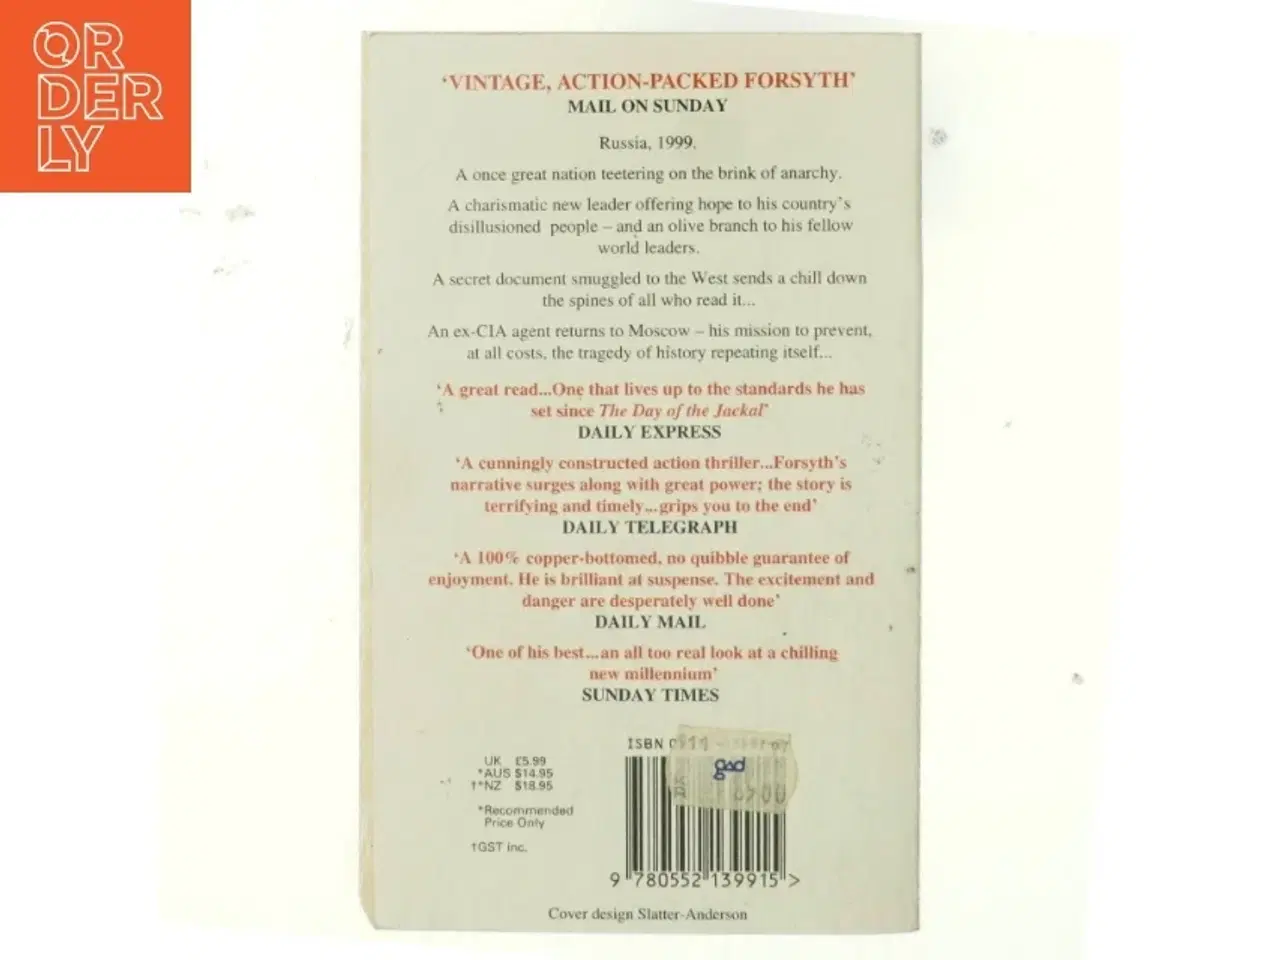 OR
DER
LY
‘VINTAGE, ACTION-PACKED FORSYTH’
MAIL ON SUNDAY
Russia, 1999.
A once great nation teetering on the brink of anarchy.
A charismatic new leader offering hope to his country’s
disillusioned people – and an olive branch to his fellow
world leaders.
A secret document smuggled to the West sends a chill down
the spines of all who read it...
An ex-CIA agent returns to Moscow – his mission to prevent,
at all costs, the tragedy of history repeating itself...
‘A great read...One that lives up to the standards he has
set since The Day of the Jackal’
DAILY EXPRESS
‘A cunningly constructed action thriller...Forsyth’s
narrative surges along with great power; the story is
terrifying and timely...grips you to the end’
DAILY TELEGRAPH
‘A 100% copper-bottomed, no quibble guarantee of
enjoyment. He is brilliant at suspense. The excitement and
danger are desperately well done’
DAILY MAIL
‘One of his best...an all too real look at a chilling
new millennium’
SUNDAY TIMES
ISBN
gad
UK £5.99
*AUS $14.95
†*NZ $18.95
*Recommended
Price Only
†GST inc.
9 780552 139915 >
Cover design Slatter-Anderson